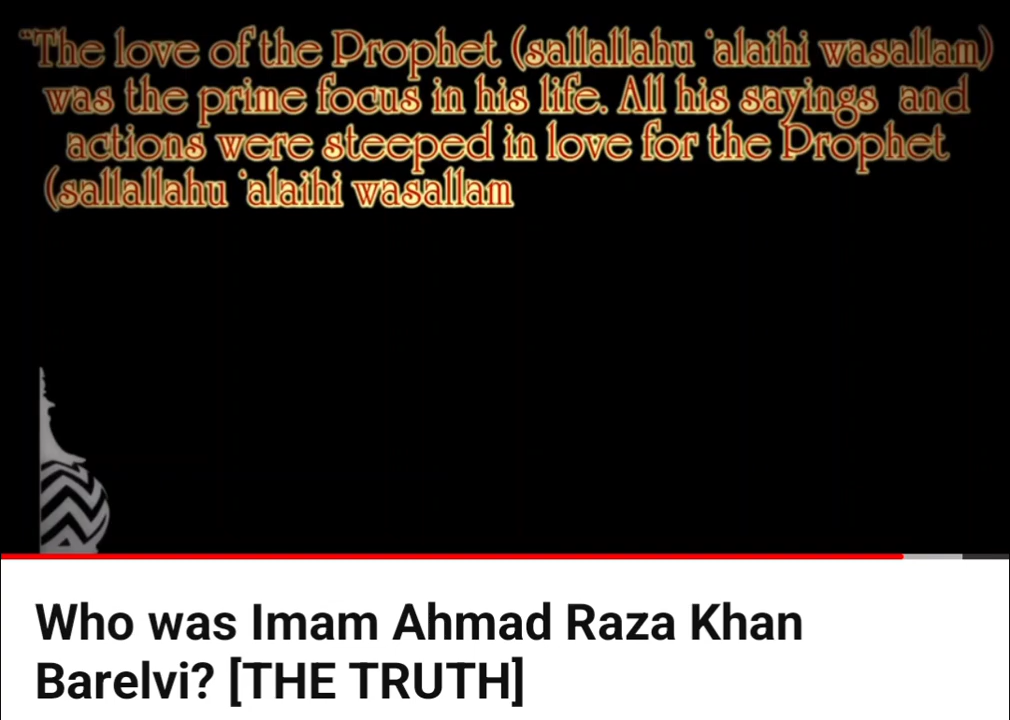 "The love of the Prophet (sallallahu 'alaihi wasallam)
was the prime focus in his life. All his sayings and
actions were steeped in love for the Prophet
(sallallahu 'alaihi wasallam
Who was Imam Ahmad Raza Khan
Barelvi? [THE TRUTH]